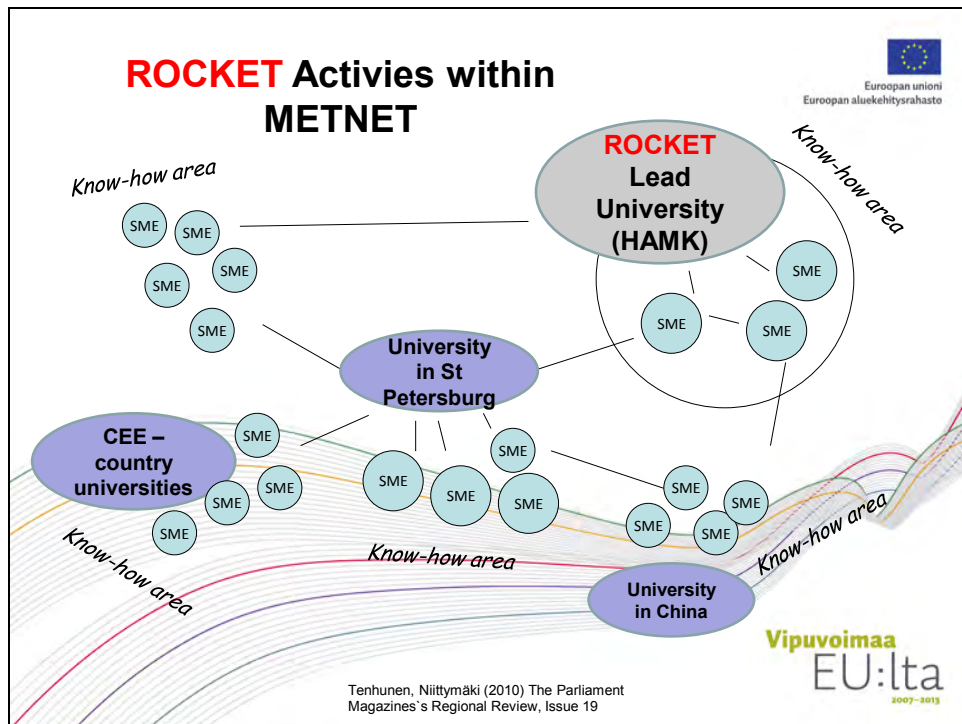 ROCKET Activies within
METNET
Euroopan unioni
Euroopan aluekehitysrahasto
Know-how area
SME
SME
SME
SME
SME
SME
ROCKET
Lead
University
(HAMK)
Know-how area
SME
SME
SME
University
in St
Petersburg
CEE –
country
universities
SME
SME
SME
SME
SME
SME
SME
SME
SME
SME
SME
SME
Know-how area
Know-how area
Know-how area
University
in China
Vipuvoimaa
EU:lta
2007–2013
Tenhunen, Niittymäki (2010) The Parliament
Magazines`s Regional Review, Issue 19